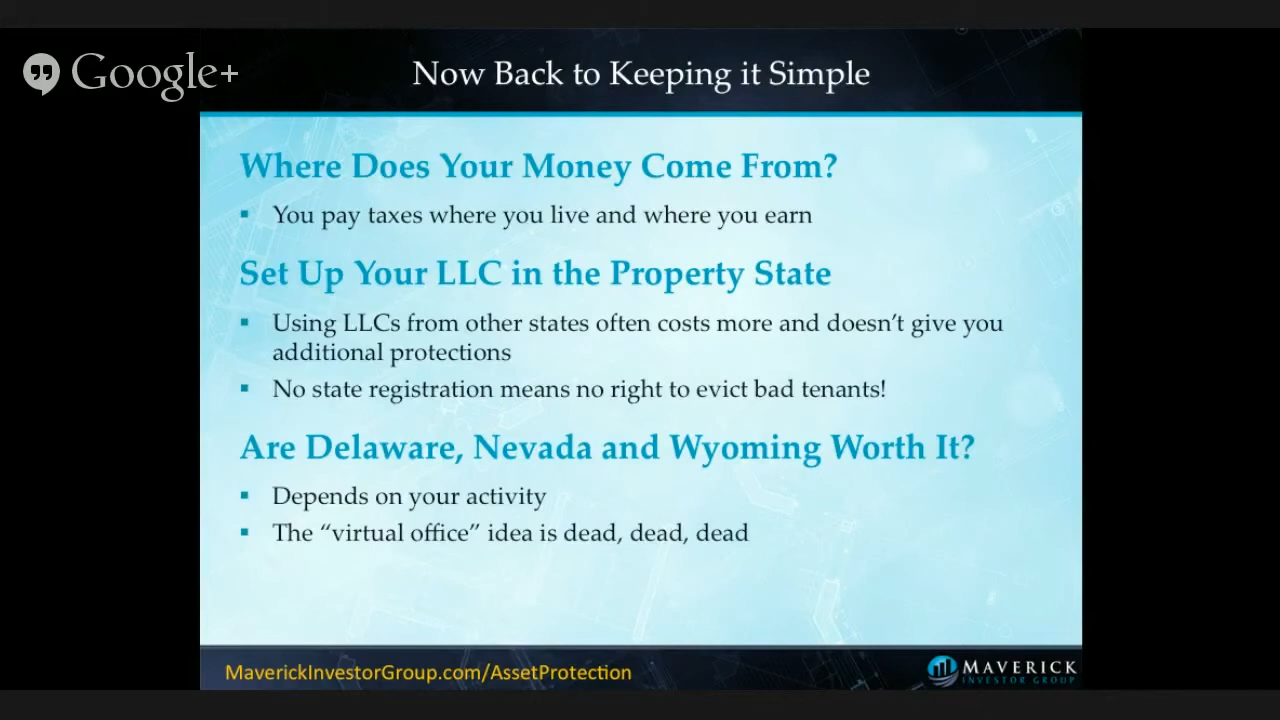 Google+
Now Back to Keeping it Simple
Where Does Your Money Come From?
▪ You pay taxes where you live and where you earn
Set Up Your LLC in the Property State
▪ Using LLCs from other states often costs more and doesn't give you
additional protections
▪ No state registration means no right to evict bad tenants!
Are Delaware, Nevada and Wyoming Worth It?
▪ Depends on your activity
▪ The “virtual office” idea is dead, dead, dead
MaverickInvestorGroup.com/AssetProtection
MAVERICK
INVESTOR GROUP